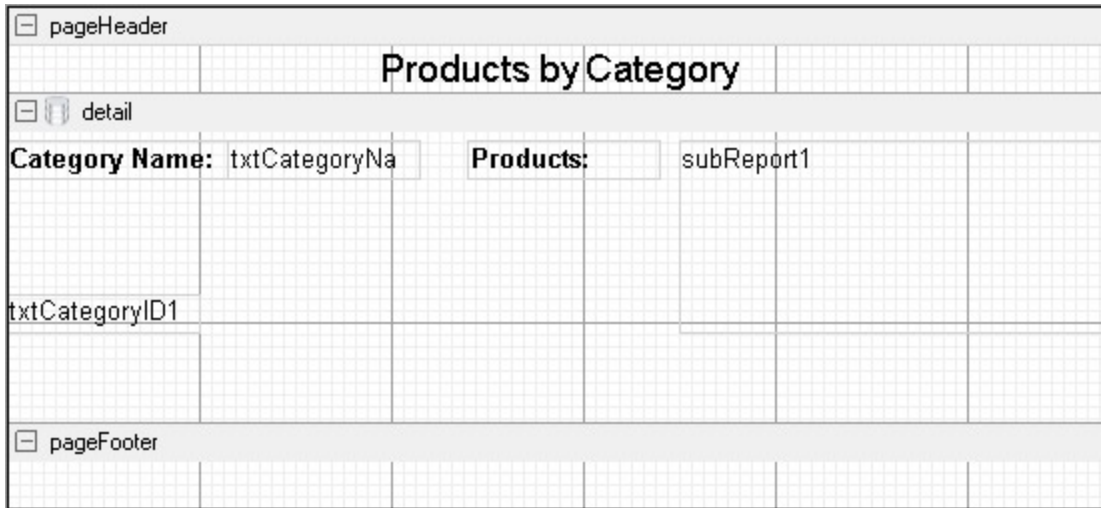 pageHeader
Products by Category
detail
Category Name: txtCategoryNa Products: subReport1
txtCategoryID1
pageFooter